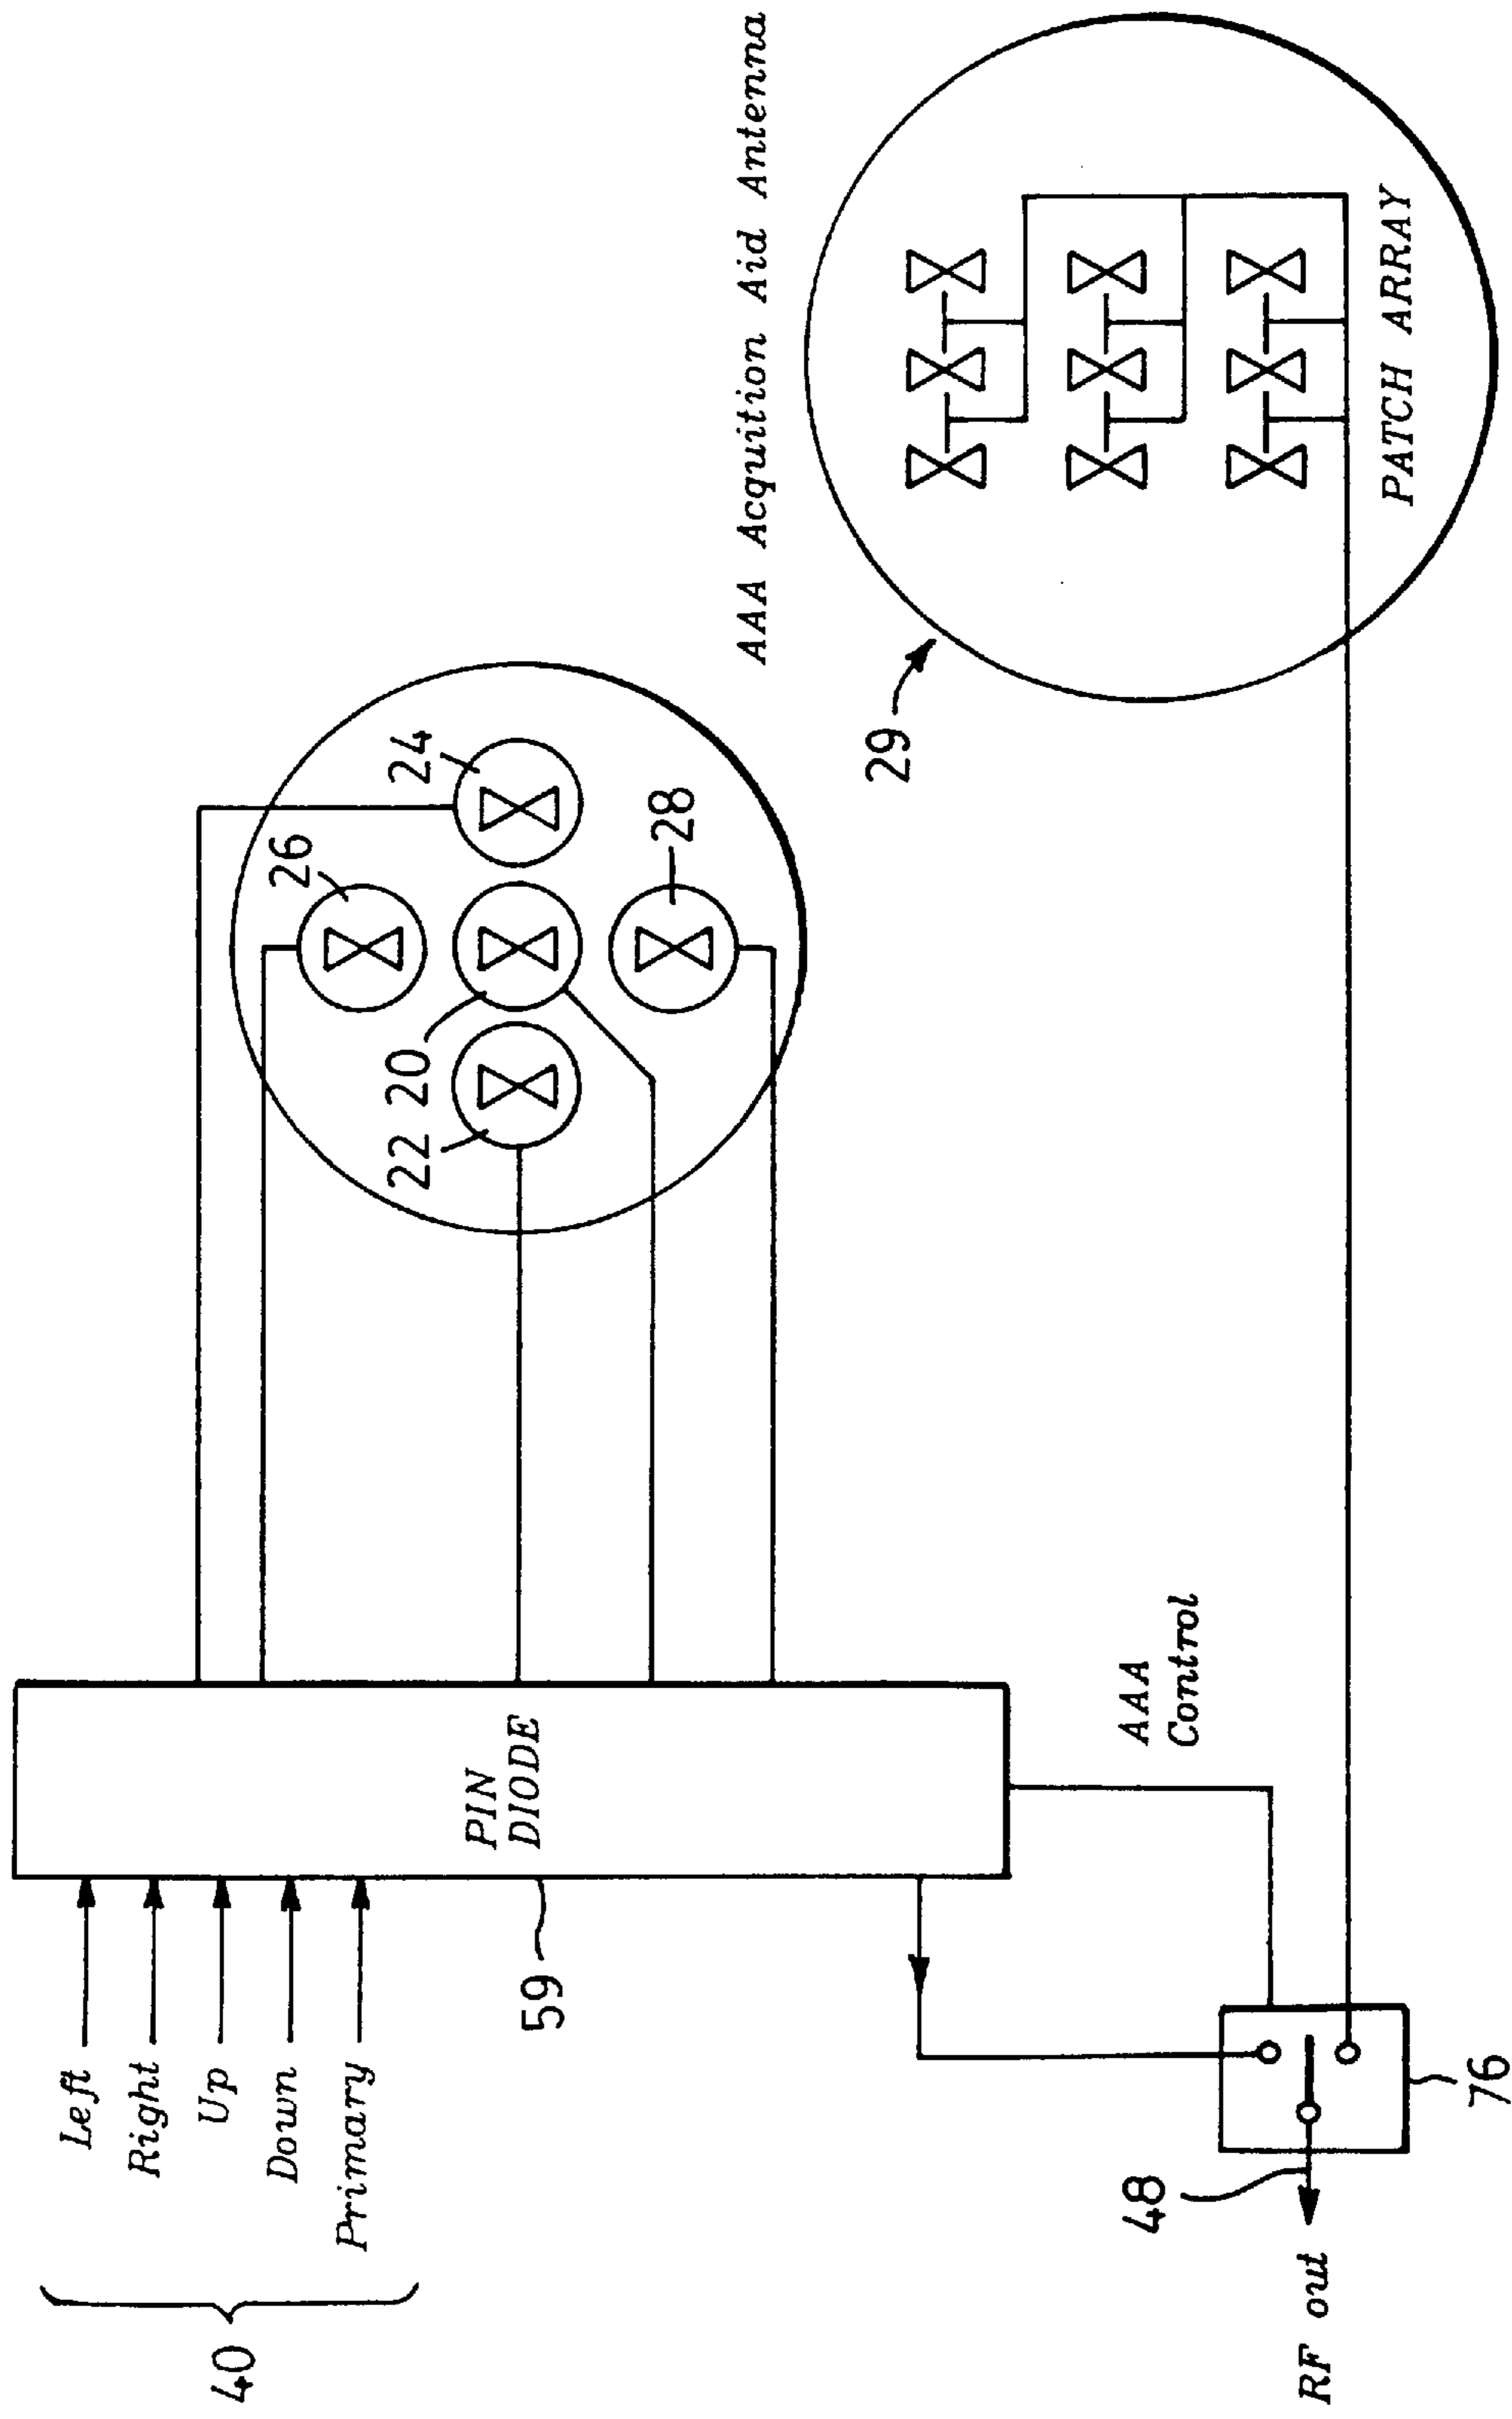 40
Left
Right
Up
Down
Primary
59
PIN
DIODE
26
24
22
20
28
AAA Acquition Aid Antenna
29
PATCH ARRAY
AAA
Control
48
RF out
76